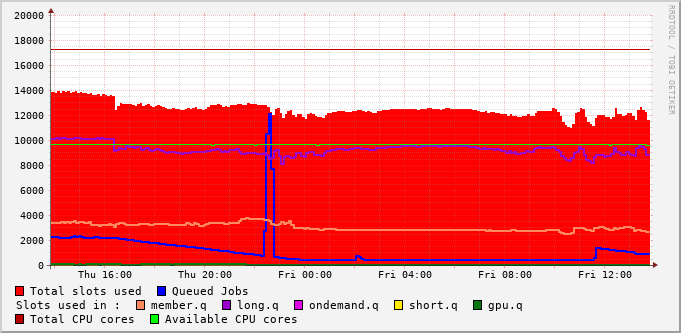 RRDTOOL / TOBI OETIKER
20000
18000
16000
14000
12000
10000
8000
6000
4000
2000
0
Thu 16:00 Thu 20:00 Fri 00:00 Fri 04:00 Fri 08:00 Fri 12:00
Total slots used Queued Jobs
Slots used in : member.q long.q ondemand.q short.q gpu.q
Total CPU cores Available CPU cores